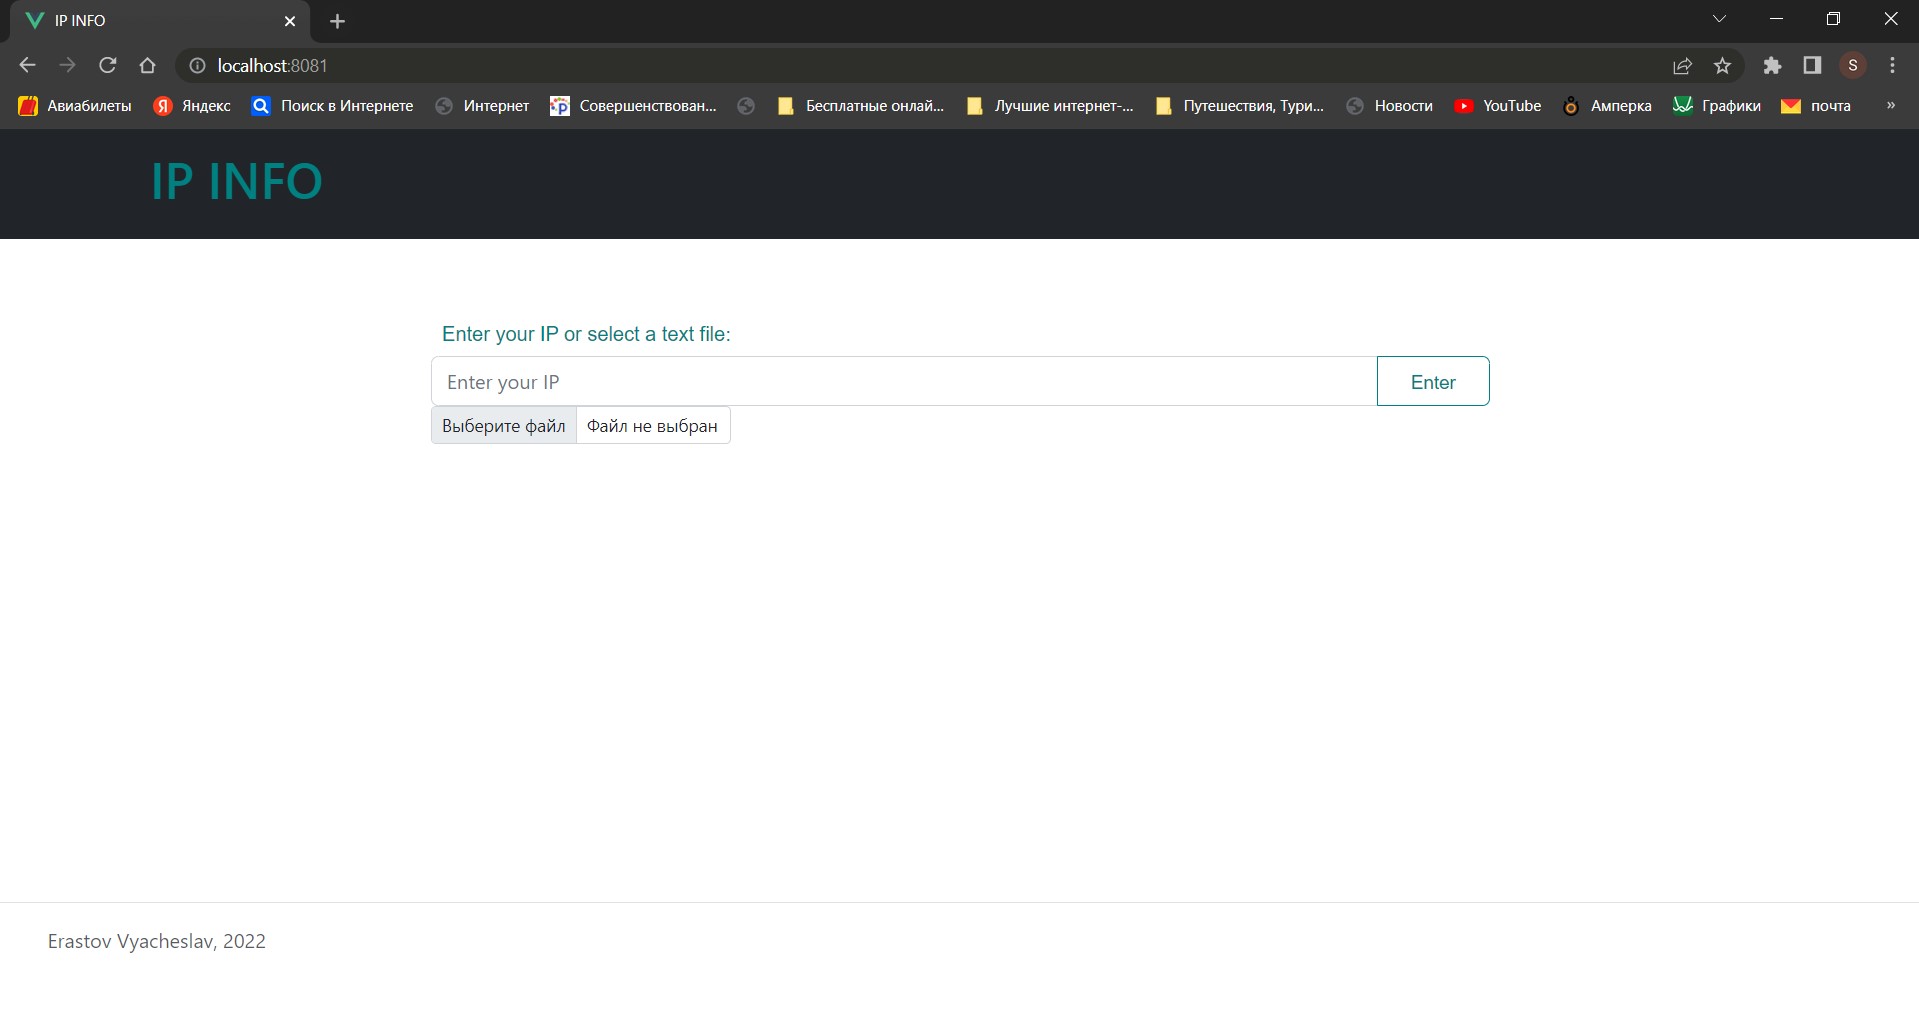 IP INFO
localhost:8081
S
Авиабилеты Яндекс Поиск в Интернете Интернет Совершенствован... Бесплатные онлай... Лучшие интернет-... Путешествия, Тури... Новости YouTube Амперка Графики почта »
IP INFO
Enter your IP or select a text file:
Enter your IP Enter
Выберите файл Файл не выбран
Erastov Vyacheslav, 2022